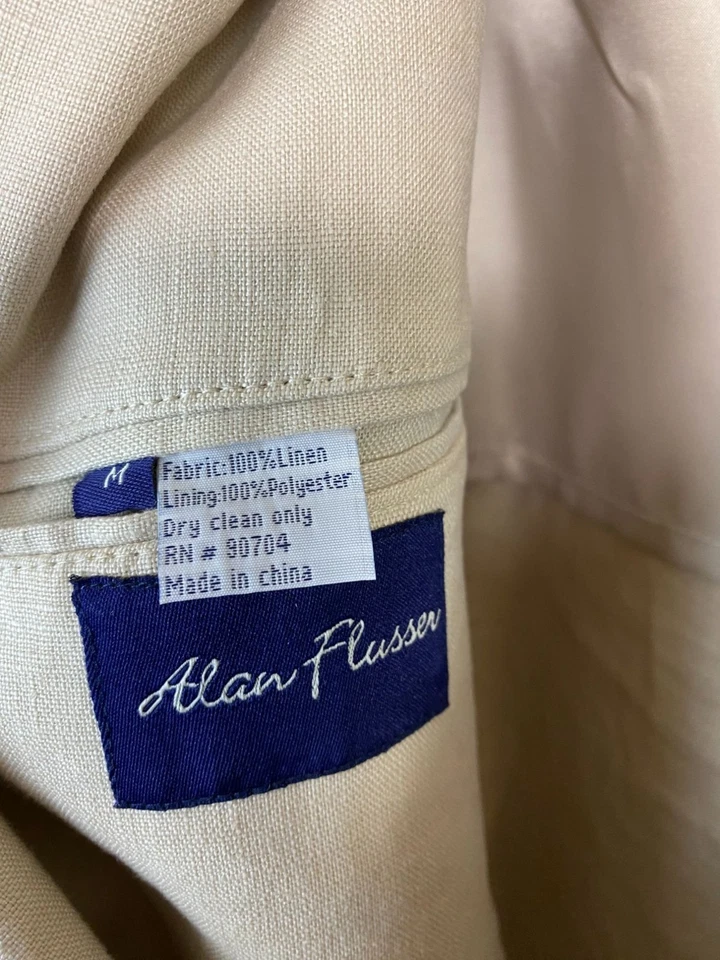 M
Fabric:100%Linen
Lining:100%Polyester
Dry clean only
RN # 90704
Made in china
Alan Flusser